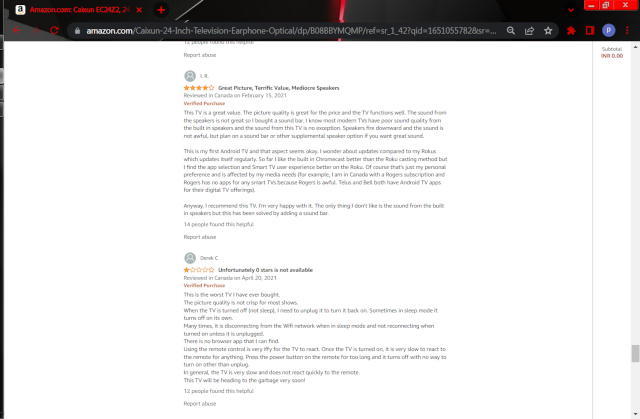 Amazon.com: Caixun EC24Z2, 24
amazon.com/Caixun-24-Inch-Television-Earphone-Optical/dp/B08BBYMQMP/ref=sr_1_42?qid=1651055782&sr=...
P
12 people found this helpful
Subtotal
INR 0.00
Report abuse
I. R.
Great Picture, Terrific Value, Mediocre Speakers
Reviewed in Canada on February 15, 2021
Verified Purchase
This TV is a great value. The picture quality is great for the price and the TV functions well. The sound from
the speakers is not great so I bought a sound bar. I know most modern TVs have poor sound quality from
the built in speakers and the sound from this TV is no exception. Speakers fire downward and the sound is
not awful, but plan on a sound bar or other supplemental speaker option if you want great sound.
This is my first Android TV and that aspect seems okay. I wonder about updates compared to my Rokus
which updates itself regularly. So far I like the built in Chromecast better than the Roku casting method but
I find the app selection and Smart TV user experience better on the Roku. Of course that's just my personal
preference and is affected by my media needs (for example, I am in Canada with a Rogers subscription and
Rogers has no apps for any smart TVs because Rogers is awful. Telus and Bell both have Android TV apps
for their digital TV offerings).
Anyway, I recommend this TV. I'm very happy with it. The only thing I don't like is the sound from the built
in speakers but this has been solved by adding a sound bar.
14 people found this helpful
Report abuse
Derek C
Unfortunately 0 stars is not available
Reviewed in Canada on April 20, 2021
Verified Purchase
This is the worst TV I have ever bought.
The picture quality is not crisp for most shows.
When the TV is turned off (not sleep), I need to unplug it to turn it back on. Sometimes in sleep mode it
turns off on its own.
Many times, it is disconnecting from the Wifi network when in sleep mode and not reconnecting when
turned on unless it is unplugged.
There is no browser app that I can find.
Using the remote control is very iffy for the TV to react. Once the TV is turned on, it is very slow to react to
the remote for anything. Press the power button on the remote for too long and it turns off with no way to
turn on other than unplug.
In general, the TV is very slow and does not react quickly to the remote.
This TV will be heading to the garbage very soon!
12 people found this helpful
Report abuse